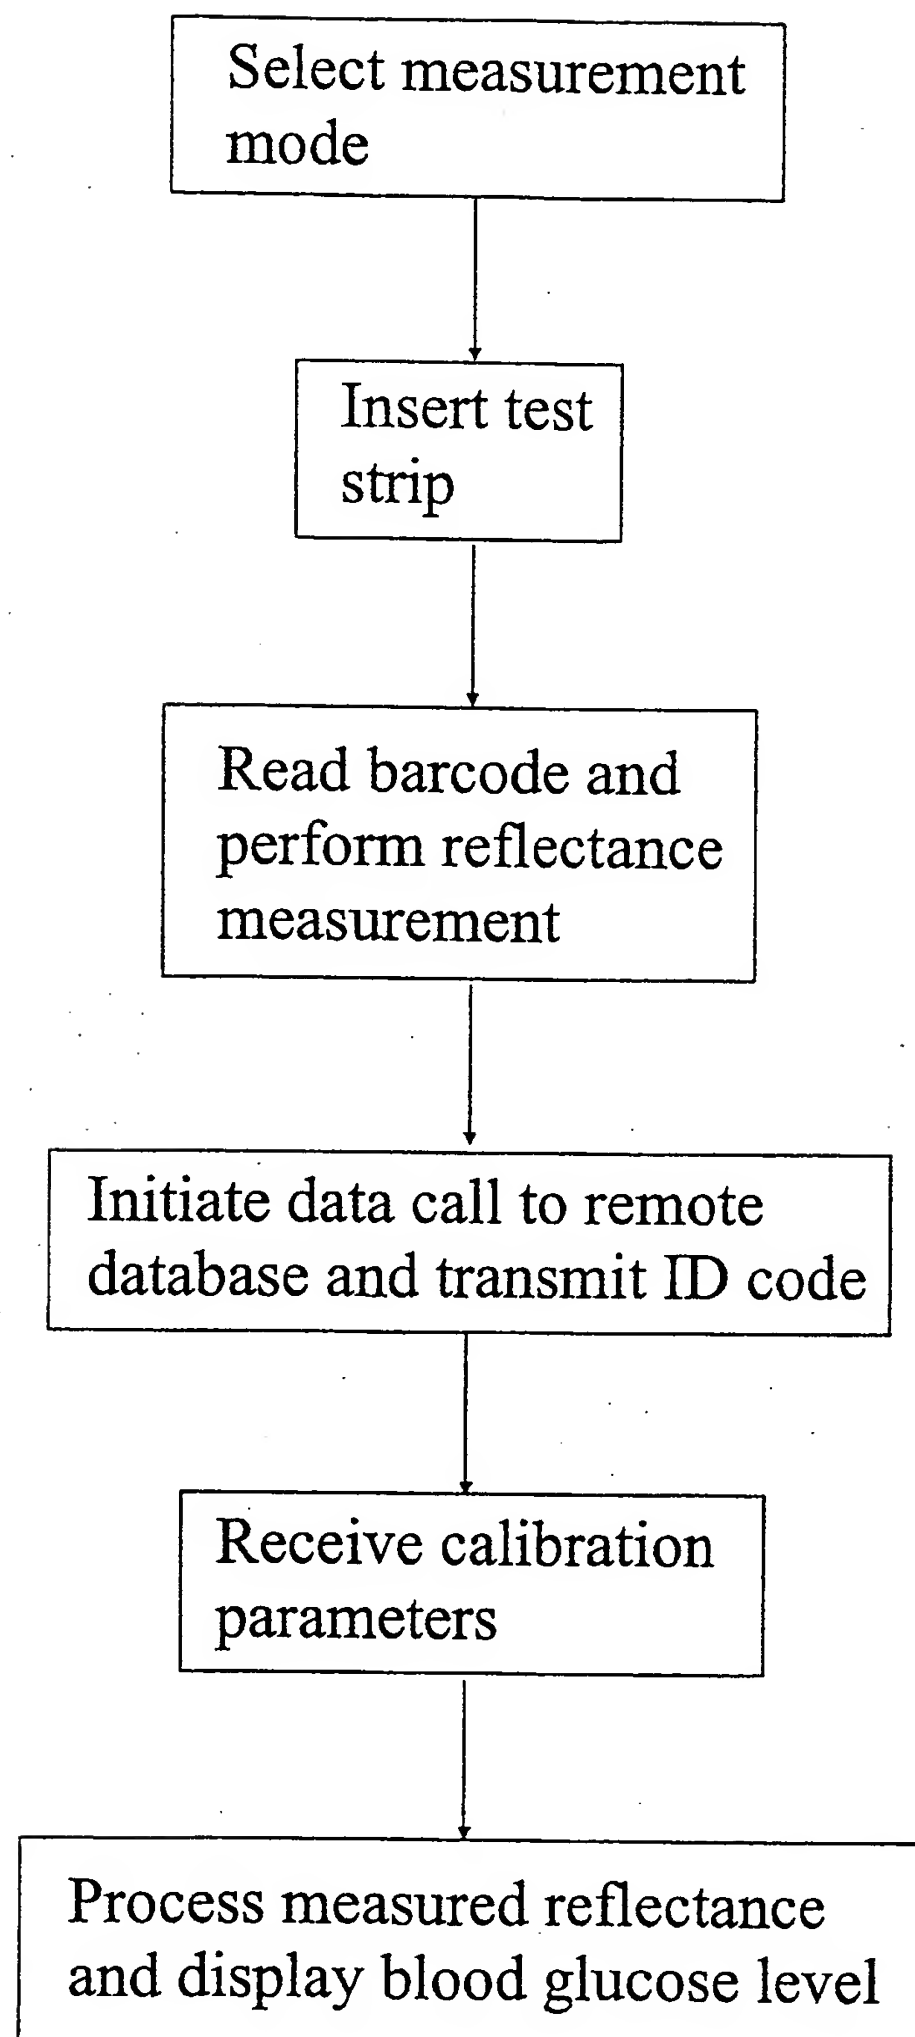 Select measurement
mode
Insert test
strip
Read barcode and
perform reflectance
measurement
Initiate data call to remote
database and transmit ID code
Receive calibration
parameters
Process measured reflectance
and display blood glucose level